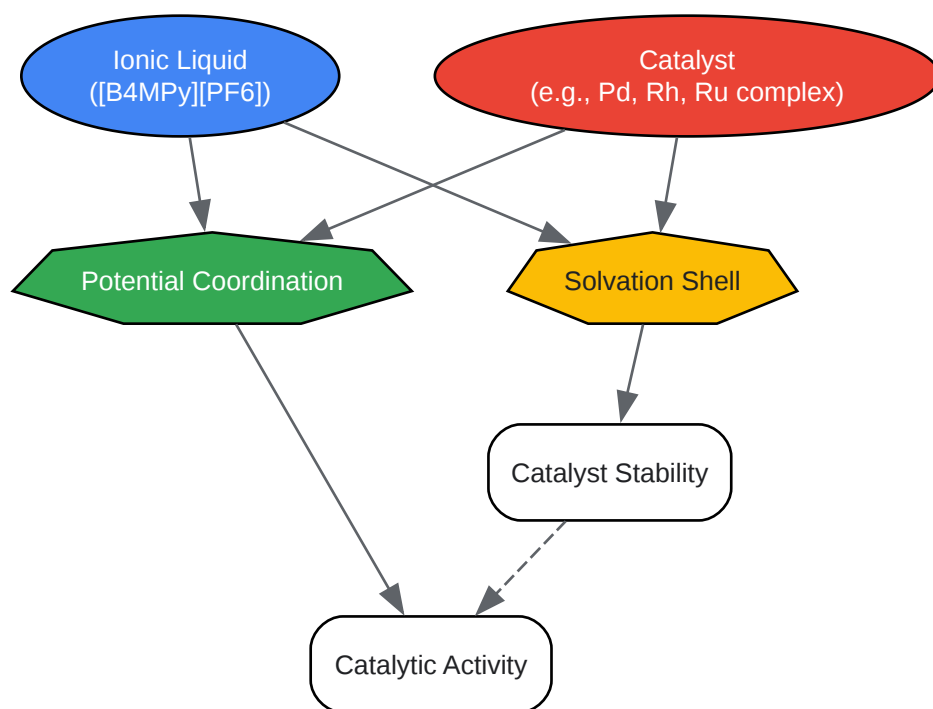 Ionic Liquid
([B4MPy][PF6])
Catalyst
(e.g., Pd, Rh, Ru complex)
Potential Coordination
Solvation Shell
Catalyst Stability
Catalytic Activity